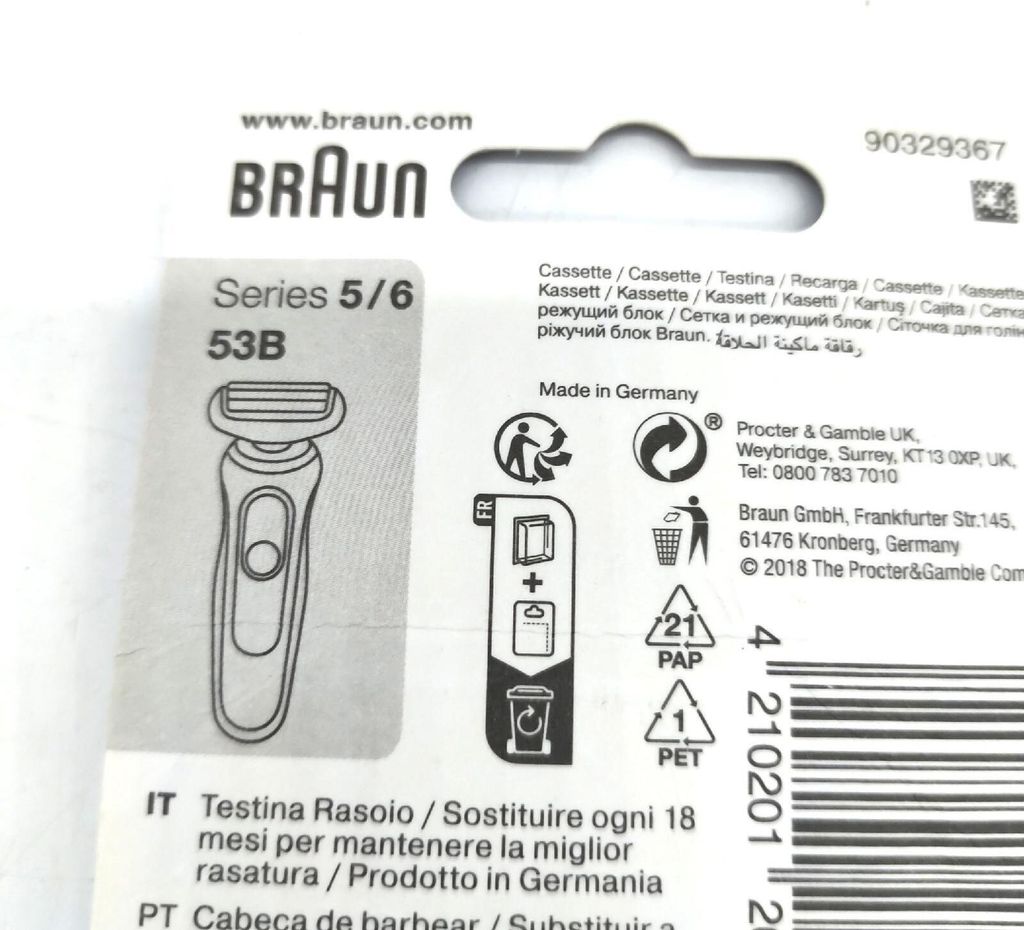 www.braun.com
BRAUN
90329367
Series 5/6
53B
Cassette / Cassette / Testina / Recarga / Cassette / Kassette
Kassett / Kassette / Kassett / Kasetti / Kartuş / Cajita / Сетка
режущий блок / Сетка и режущий блок / Сіточка для
ріжучий блок Braun. رقاقة ماكينة الحلاقة
Made in Germany
®
Procter & Gamble UK,
Weybridge, Surrey, KT13 0XP, UK,
Tel: 0800 783 7010
FR
Braun GmbH, Frankfurter Str.145,
61476 Kronberg, Germany
© 2018 The Procter&Gamble Com
+
21
PAP
1
PET
4
210201
IT Testina Rasoio / Sostituire ogni 18
mesi per mantenere la miglior
rasatura / Prodotto in Germania
PT Cabeça de barbear / Substituir a